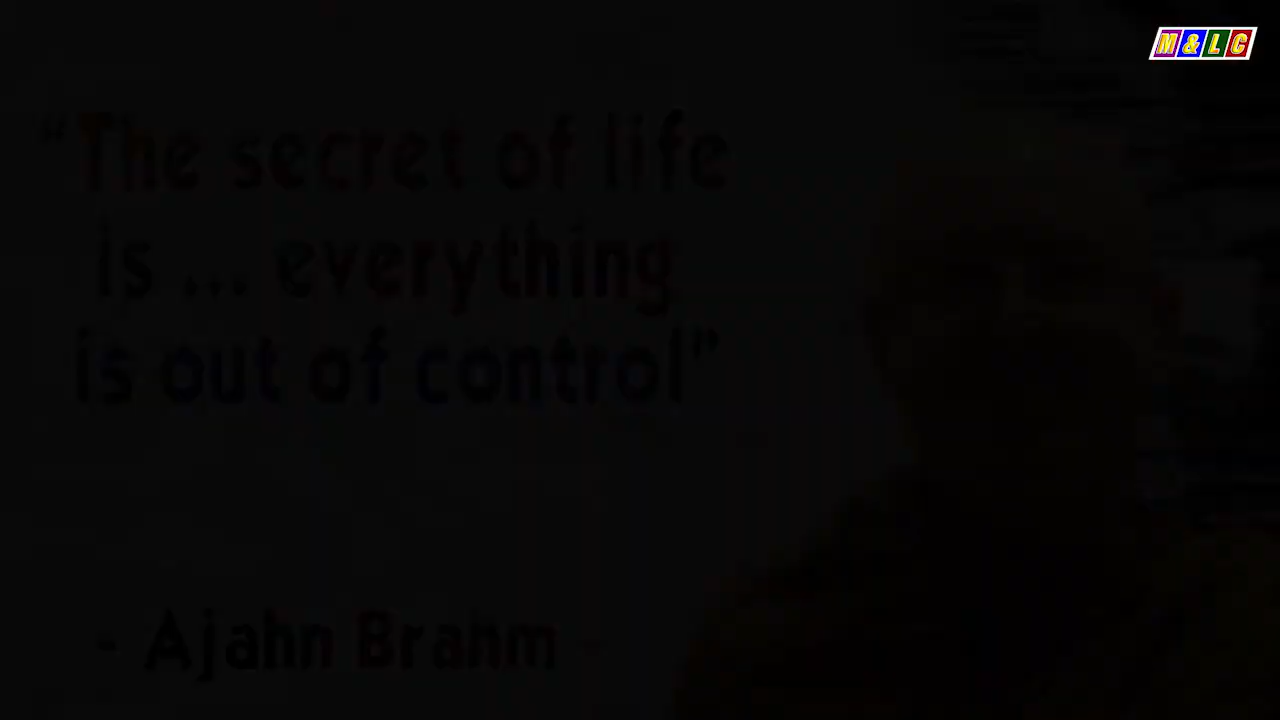 M&LC
“The secret of life
is ... everything
is out of control”
- Ajahn Brahm -